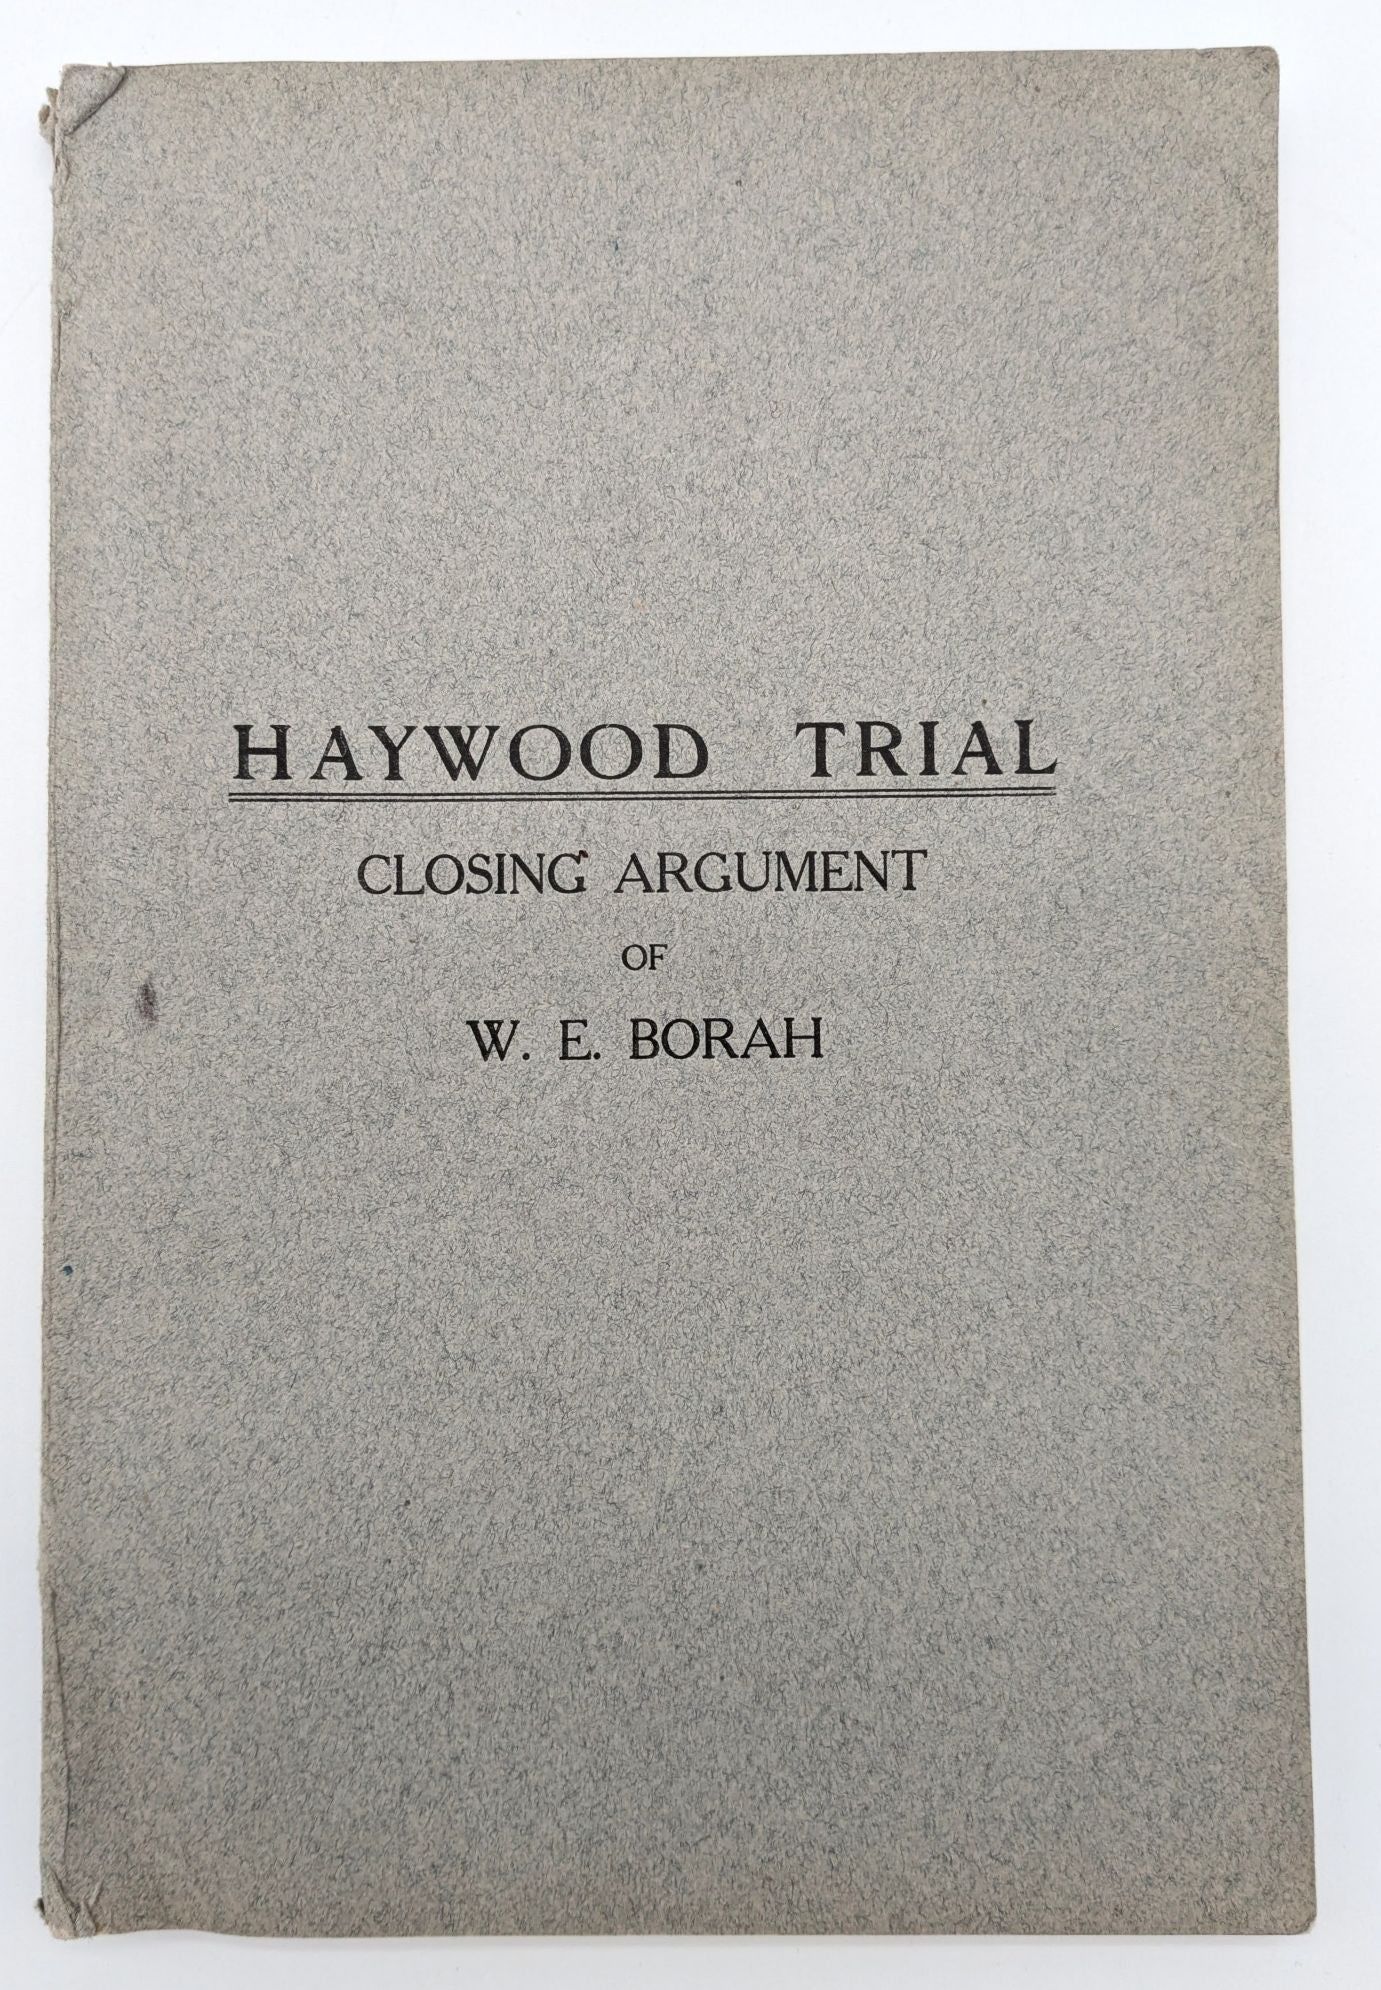 HAYWOOD TRIAL
CLOSING ARGUMENT
OF
W. E. BORAH